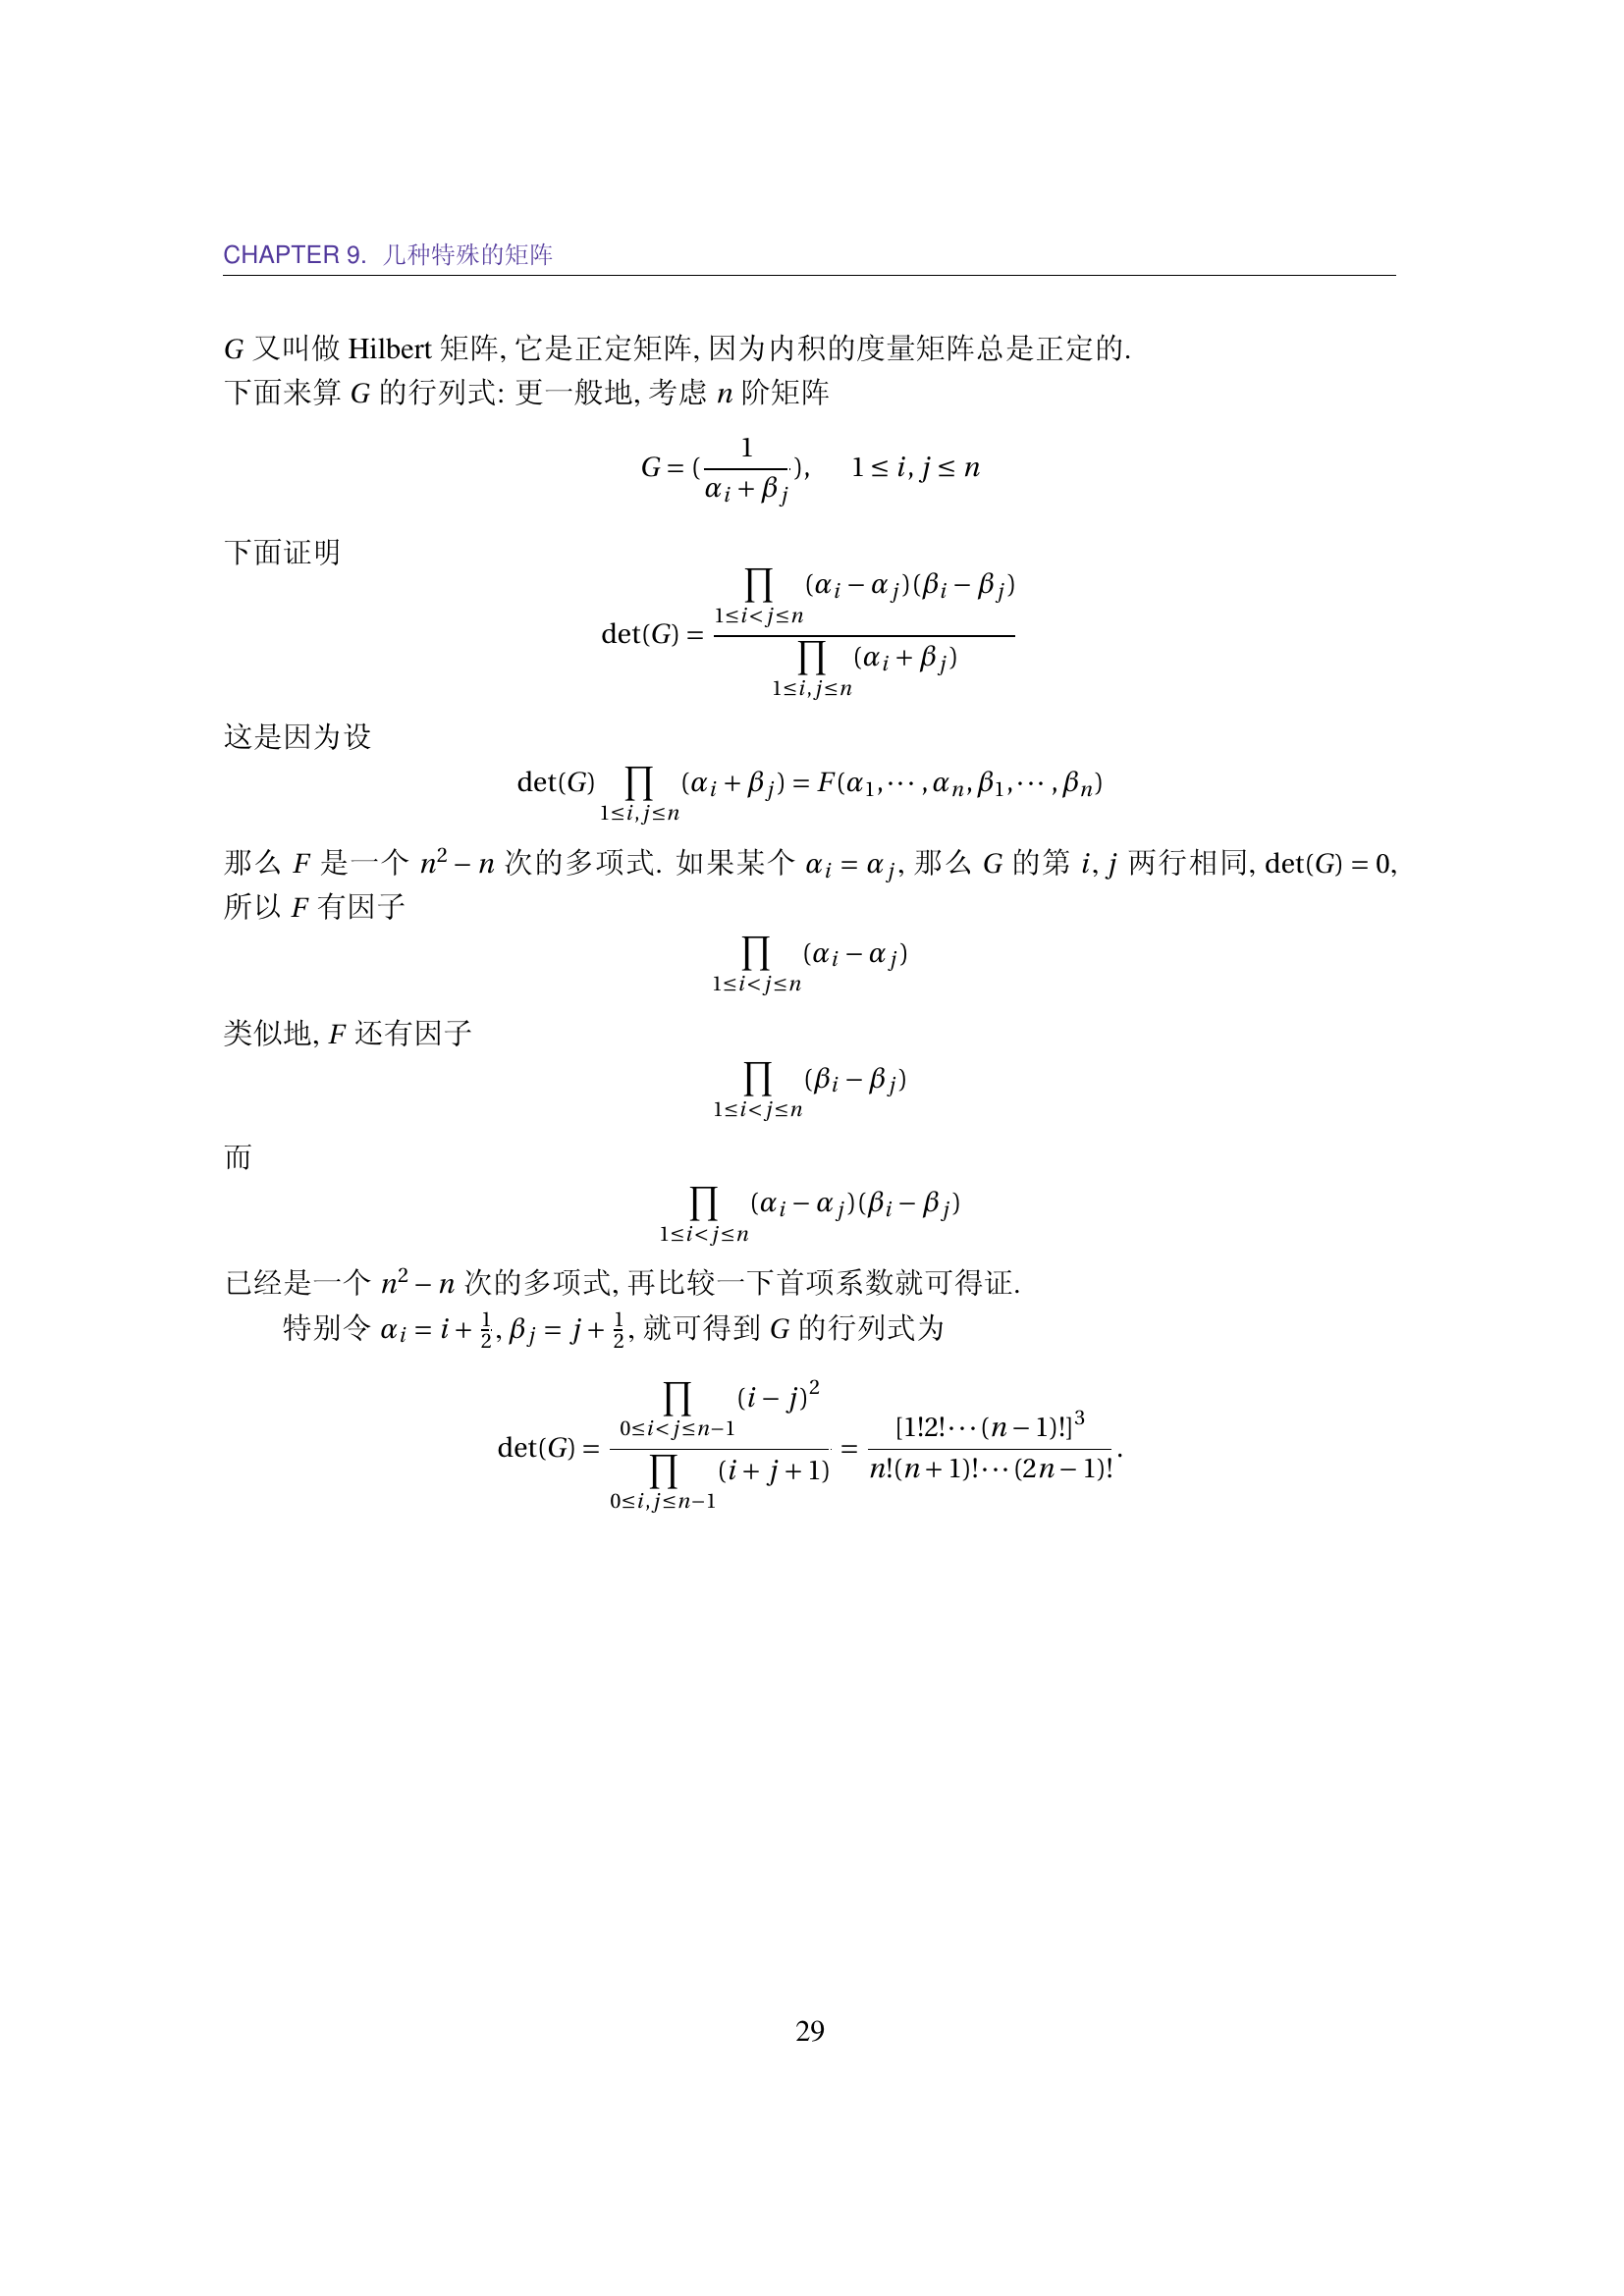 CHAPTER 9. 几种特殊的矩阵
G 又叫做 Hilbert 矩阵, 它是正定矩阵, 因为内积的度量矩阵总是正定的.
下面来算 G 的行列式: 更一般地, 考虑 n 阶矩阵
$G = (\frac{1}{\alpha_i + \beta_j}), \quad 1 \le i, j \le n$
下面证明
$\det(G) = \frac{\prod_{1 \le i < j \le n} (\alpha_i - \alpha_j)(\beta_i - \beta_j)}{\prod_{1 \le i, j \le n} (\alpha_i + \beta_j)}$
这是因为设
$\det(G) \prod_{1 \le i, j \le n} (\alpha_i + \beta_j) = F(\alpha_1, \cdots, \alpha_n, \beta_1, \cdots, \beta_n)$
那么 F 是一个 $n^2 - n$ 次的多项式. 如果某个 $\alpha_i = \alpha_j$, 那么 G 的第 i, j 两行相同, $\det(G) = 0$,
所以 F 有因子
$\prod_{1 \le i < j \le n} (\alpha_i - \alpha_j)$
类似地, F 还有因子
$\prod_{1 \le i < j \le n} (\beta_i - \beta_j)$
而
$\prod_{1 \le i < j \le n} (\alpha_i - \alpha_j)(\beta_i - \beta_j)$
已经是一个 $n^2 - n$ 次的多项式, 再比较一下首项系数就可得证.
特别令 $\alpha_i = i + \frac{1}{2}, \beta_j = j + \frac{1}{2}$, 就可得到 G 的行列式为
$\det(G) = \frac{\prod_{0 \le i < j \le n-1} (i - j)^2}{\prod_{0 \le i, j \le n-1} (i + j + 1)} = \frac{[1!2! \cdots (n-1)!]^3}{n!(n+1)! \cdots (2n-1)!}.$
29